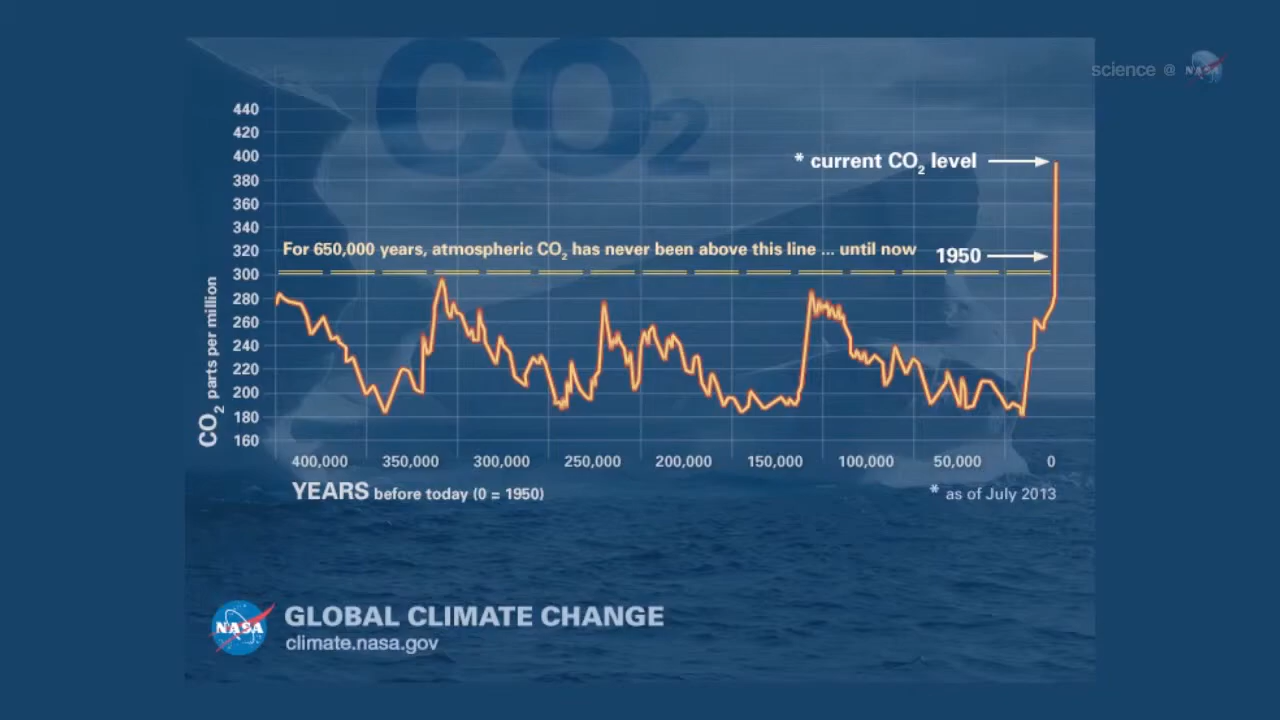 CO2
science @ NASA
440
420
400
380
360
340
320
300
280
260
240
220
200
180
160
CO2 parts per million
* current CO2 level
For 650,000 years, atmospheric CO2 has never been above this line ... until now
1950
400,000 350,000 300,000 250,000 200,000 150,000 100,000 50,000 0
YEARS before today (0 = 1950)
* as of July 2013
NASA
GLOBAL CLIMATE CHANGE
climate.nasa.gov